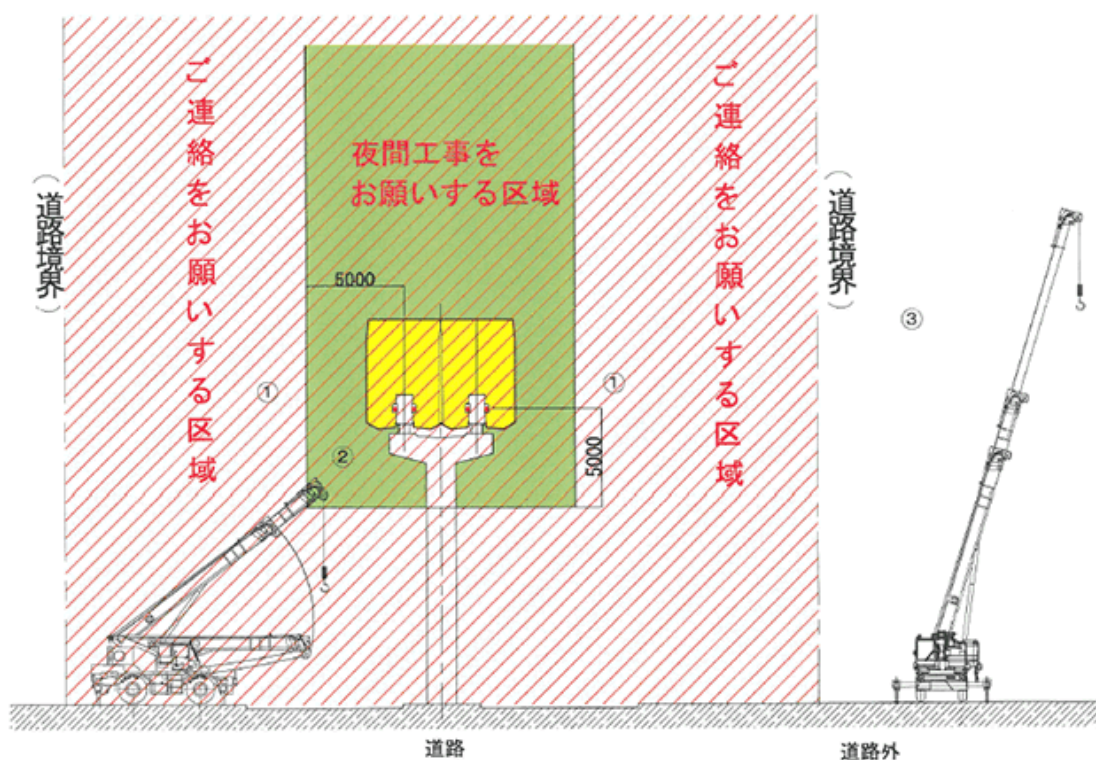 ご連絡をお願いする区域
夜間工事を
お願いする区域
ご連絡をお願いする区域
(道路境界)
(道路境界)
5000
③
①
①
②
5000
道路
道路外